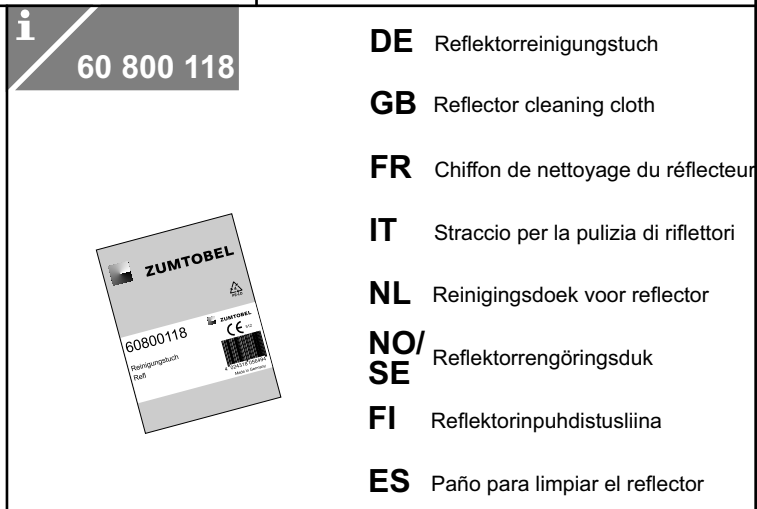 i
60 800 118
DE Reflektorreinigungstuch
GB Reflector cleaning cloth
FR Chiffon de nettoyage du réflecteur
IT Straccio per la pulizia di riflettori
NL Reinigingsdoek voor reflector
NO/
SE Reflektorrengöringsduk
FI Reflektorinpuhdistusliina
ES Paño para limpiar el reflector
ZUMTOBEL
ZUMTOBEL
60800118
CE
Reinigungstuch
Refl
Made in Germany